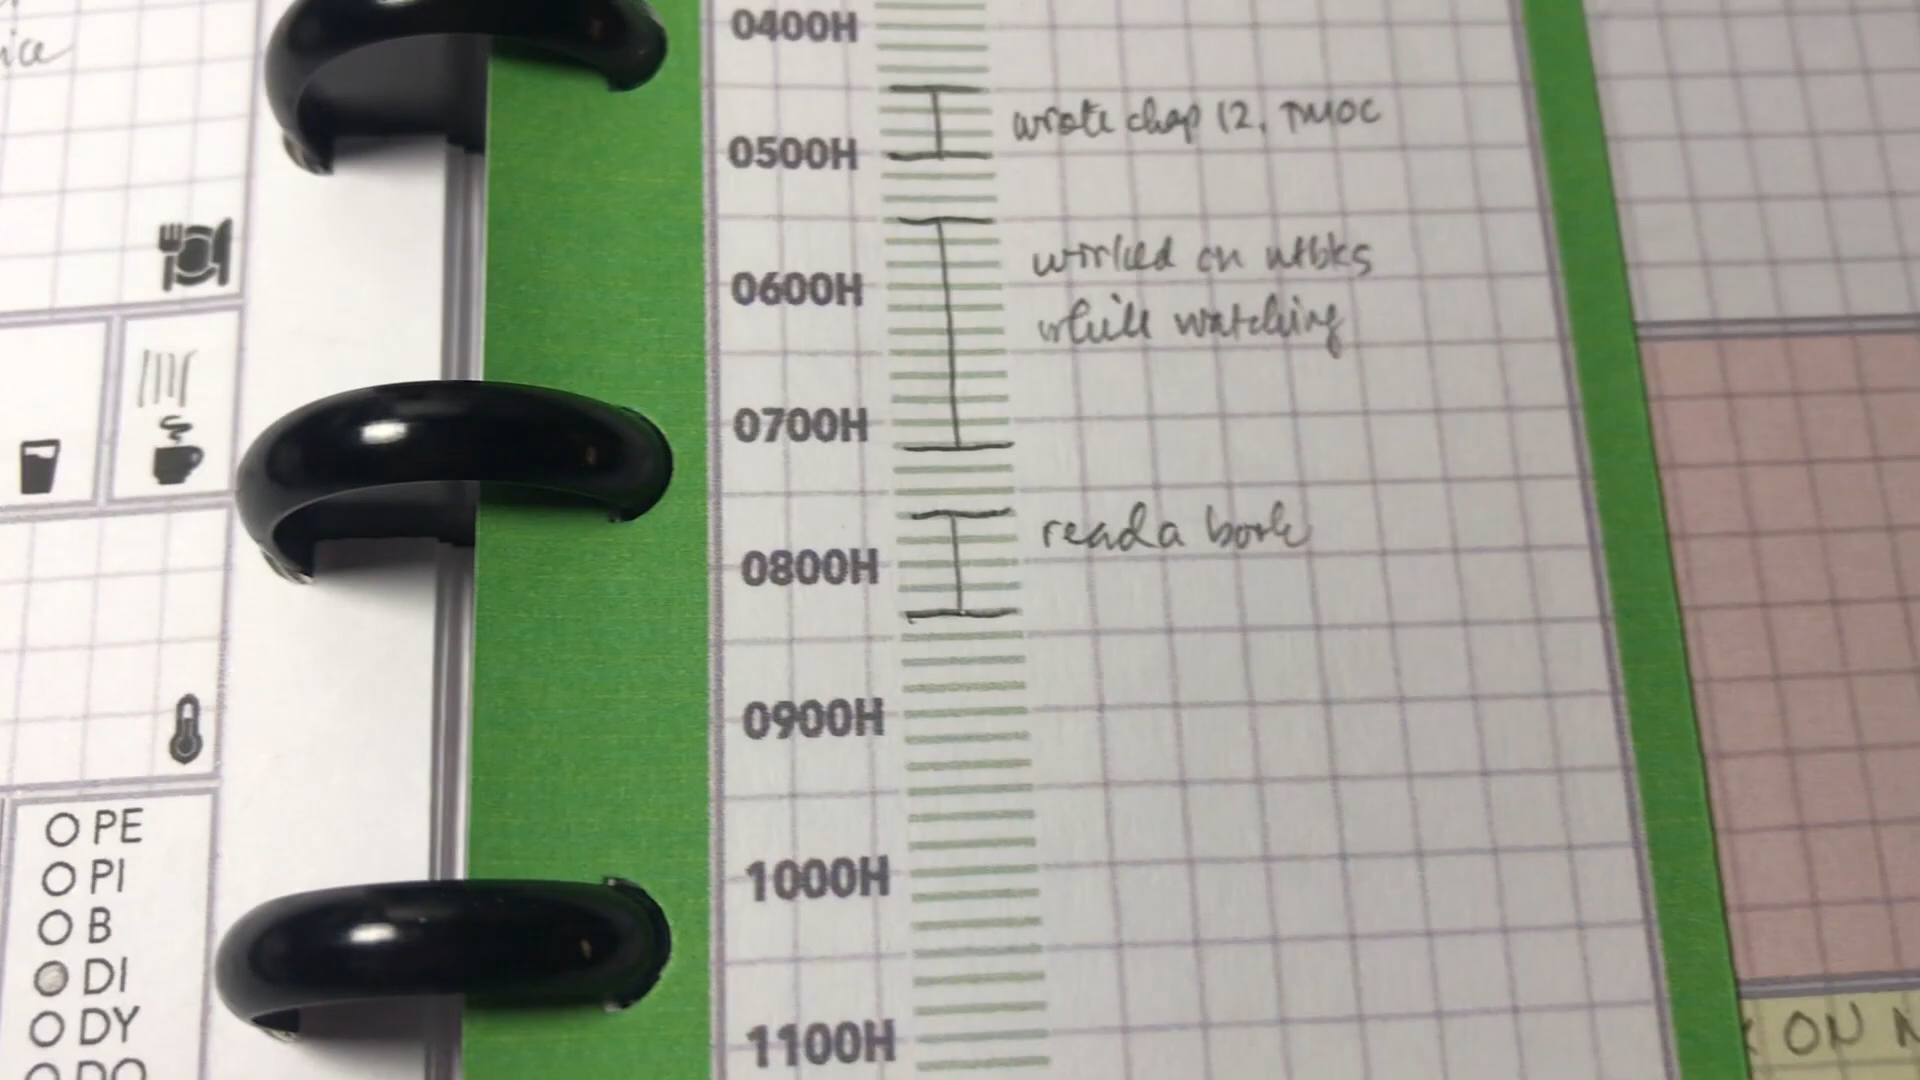 ice
PE
PI
B
DI
DY
DO
0400H
wrote chap 12, TMOC
0500H
worked on ntbks
0600H
while watching
0700H
read a book
0800H
0900H
1000H
1100H
ON